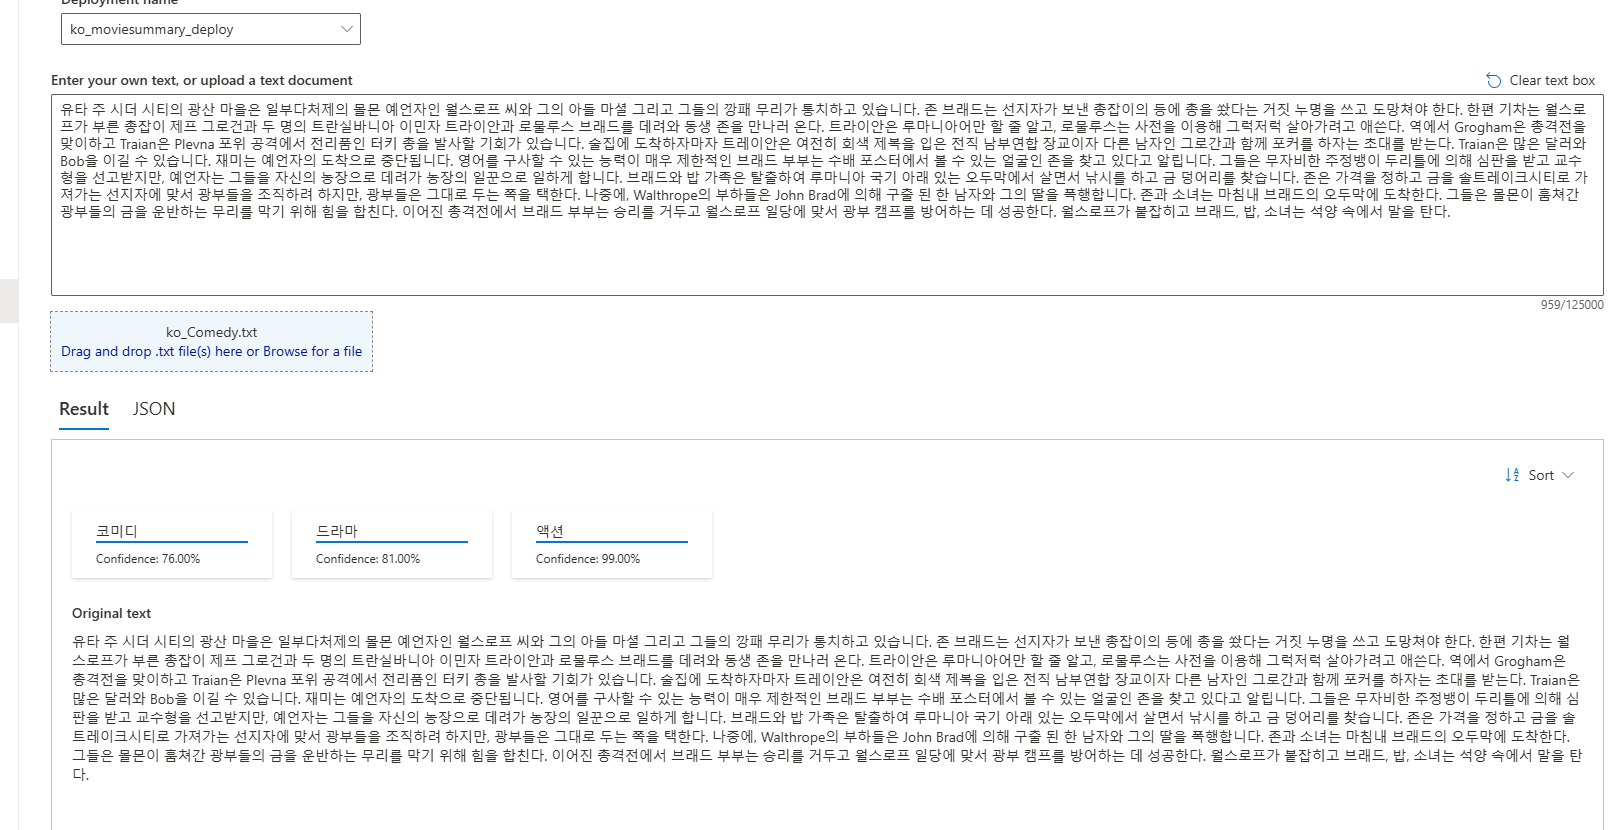 Deployment name
ko_moviesummary_deploy
Enter your own text, or upload a text document
Clear text box
유타 주 시더 시티의 광산 마을은 일부다처제의 몰몬 예언자인 월스로프 씨와 그의 아들 마셜 그리고 그들의 깡패 무리가 통치하고 있습니다. 존 브래드는 선지자가 보낸 총잡이의 등에 총을 쐈다는 거짓 누명을 쓰고 도망쳐야 한다. 한편 기차는 월스로
프가 부른 총잡이 제프 그로건과 두 명의 트란실바니아 이민자 트라이안과 로물루스 브래드를 데려와 동생 존을 만나러 온다. 트라이안은 루마니아어만 할 줄 알고, 로물루스는 사전을 이용해 그럭저럭 살아가려고 애쓴다. 역에서 Grogham은 총격전을
맞이하고 Traian은 Plevna 포위 공격에서 전리품인 터키 총을 발사할 기회가 있습니다. 술집에 도착하자마자 트레이안은 여전히 회색 제복을 입은 전직 남부연합 장교이자 다른 남자인 그로간과 함께 포커를 하자는 초대를 받는다. Traian은 많은 달러와
Bob을 이길 수 있습니다. 재미는 예언자의 도착으로 중단됩니다. 영어를 구사할 수 있는 능력이 매우 제한적인 브래드 부부는 수배 포스터에서 볼 수 있는 얼굴인 존을 찾고 있다고 알립니다. 그들은 무자비한 주정뱅이 두리틀에 의해 심판을 받고 교수
형을 선고받지만, 예언자는 그들을 자신의 농장으로 데려가 농장의 일꾼으로 일하게 합니다. 브래드와 밥 가족은 탈출하여 루마니아 국기 아래 있는 오두막에서 살면서 낚시를 하고 금 덩어리를 찾습니다. 존은 가격을 정하고 금을 솔트레이크시티로 가
져가는 선지자에 맞서 광부들을 조직하려 하지만, 광부들은 그대로 두는 쪽을 택한다. 나중에, Walthrope의 부하들은 John Brad에 의해 구출 된 한 남자와 그의 딸을 폭행합니다. 존과 소녀는 마침내 브래드의 오두막에 도착한다. 그들은 몰몬이 훔쳐간
광부들의 금을 운반하는 무리를 막기 위해 힘을 합친다. 이어진 총격전에서 브래드 부부는 승리를 거두고 월스로프 일당에 맞서 광부 캠프를 방어하는 데 성공한다. 월스로프가 붙잡히고 브래드, 밥, 소녀는 석양 속에서 말을 탄다.
959/125000
ko_Comedy.txt
Drag and drop .txt file(s) here or Browse for a file
Result JSON
Sort
코미디 드라마 액션
Confidence: 76.00% Confidence: 81.00% Confidence: 99.00%
Original text
유타 주 시더 시티의 광산 마을은 일부다처제의 몰몬 예언자인 월스로프 씨와 그의 아들 마셜 그리고 그들의 깡패 무리가 통치하고 있습니다. 존 브래드는 선지자가 보낸 총잡이의 등에 총을 쐈다는 거짓 누명을 쓰고 도망쳐야 한다. 한편 기차는 월
스로프가 부른 총잡이 제프 그로건과 두 명의 트란실바니아 이민자 트라이안과 로물루스 브래드를 데려와 동생 존을 만나러 온다. 트라이안은 루마니아어만 할 줄 알고, 로물루스는 사전을 이용해 그럭저럭 살아가려고 애쓴다. 역에서 Grogham은
총격전을 맞이하고 Traian은 Plevna 포위 공격에서 전리품인 터키 총을 발사할 기회가 있습니다. 술집에 도착하자마자 트레이안은 여전히 회색 제복을 입은 전직 남부연합 장교이자 다른 남자인 그로간과 함께 포커를 하자는 초대를 받는다. Traian은
많은 달러와 Bob을 이길 수 있습니다. 재미는 예언자의 도착으로 중단됩니다. 영어를 구사할 수 있는 능력이 매우 제한적인 브래드 부부는 수배 포스터에서 볼 수 있는 얼굴인 존을 찾고 있다고 알립니다. 그들은 무자비한 주정뱅이 두리틀에 의해 심
판을 받고 교수형을 선고받지만, 예언자는 그들을 자신의 농장으로 데려가 농장의 일꾼으로 일하게 합니다. 브래드와 밥 가족은 탈출하여 루마니아 국기 아래 있는 오두막에서 살면서 낚시를 하고 금 덩어리를 찾습니다. 존은 가격을 정하고 금을 솔
트레이크시티로 가져가는 선지자에 맞서 광부들을 조직하려 하지만, 광부들은 그대로 두는 쪽을 택한다. 나중에, Walthrope의 부하들은 John Brad에 의해 구출 된 한 남자와 그의 딸을 폭행합니다. 존과 소녀는 마침내 브래드의 오두막에 도착한다.
그들은 몰몬이 훔쳐간 광부들의 금을 운반하는 무리를 막기 위해 힘을 합친다. 이어진 총격전에서 브래드 부부는 승리를 거두고 월스로프 일당에 맞서 광부 캠프를 방어하는 데 성공한다. 월스로프가 붙잡히고 브래드, 밥, 소녀는 석양 속에서 말을 탄
다.